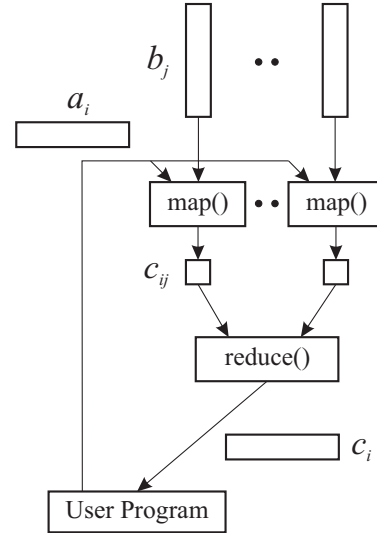 b_j
a_i
map() map()
c_ij
reduce()
c_i
User Program